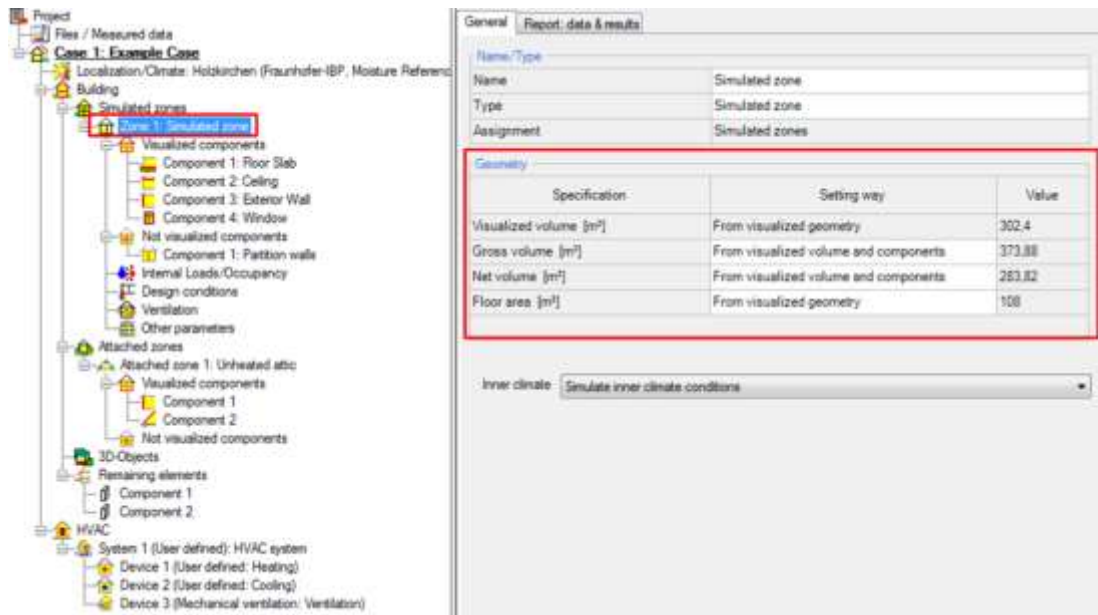 Project
Files / Measured data
Case 1: Example Case
Localization/Climate: Holzkirchen (Fraunhofer-IBP, Moisture Referenc
Building
Simulated zones
Zone 1: Simulated zone
Visualized components
Component 1: Floor Slab
Component 2: Ceiling
Component 3: Exterior Wall
Component 4: Window
Not visualized components
Component 1: Partition walls
Internal Loads/Occupancy
Design conditions
Ventilation
Other parameters
Attached zones
Attached zone 1: Unheated attic
Visualized components
Component 1
Component 2
Not visualized components
3D-Objects
Remaining elements
Component 1
Component 2
HVAC
System 1 (User defined): HVAC system
Device 1 (User defined: Heating)
Device 2 (User defined: Cooling)
Device 3 (Mechanical ventilation: Ventilation)
General Report: data & results
Name/Type
Name Simulated zone
Type Simulated zone
Assignment Simulated zones
Geometry
Specification Setting way Value
Visualized volume [m³] From visualized geometry 302,4
Gross volume [m³] From visualized volume and components 373,88
Net volume [m³] From visualized volume and components 283,82
Floor area [m²] From visualized geometry 108
Inner climate Simulate inner climate conditions